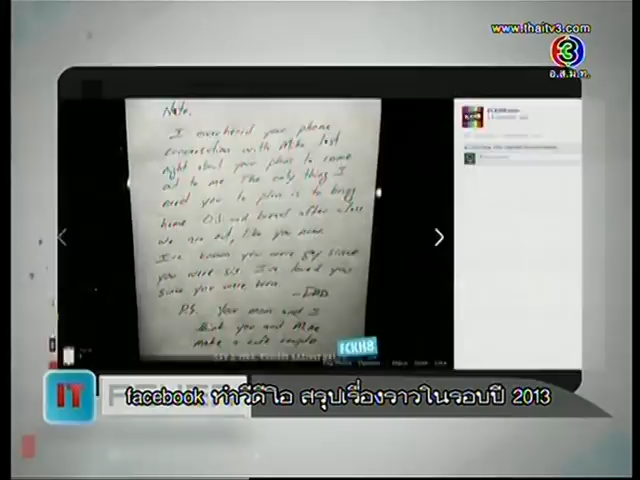 www.thaitv3.com
3
อ.ส.ม.ท.
Nate,
I overheard your phone
conversation with Mike last
night about your plans to come
out to me. The only thing I
need you to plan is to bring
home OJ and bread after class
We are out, like you now.
I've known you were gay since
you were six. I've loved you
since you were born.
- DAD
P.S. Your mom and I
think you and Mike
make a cute couple
FCKH8
IT
facebook ทำวีดีโอ สรุปเรื่องราวในรอบปี 2013